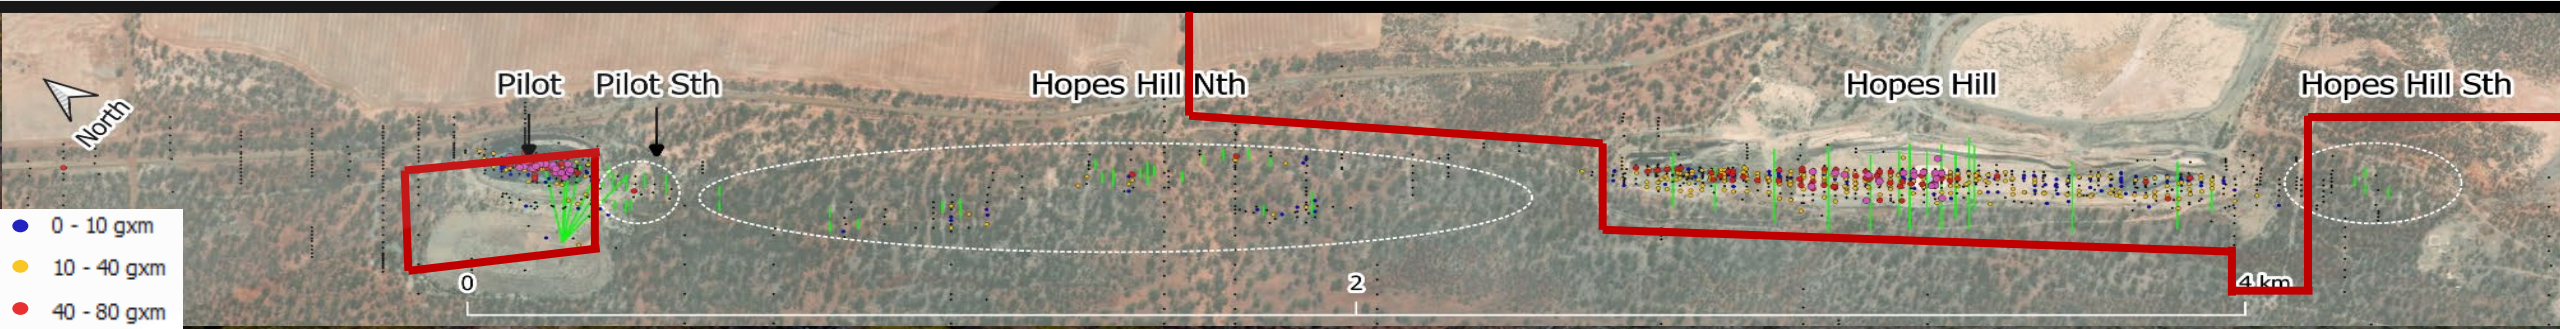 Pilot
Pilot Sth
Hopes Hill Nth
Hopes Hill
Hopes Hill Sth
North
0 - 10 gxm
10 - 40 gxm
40 - 80 gxm
0
2
4 km